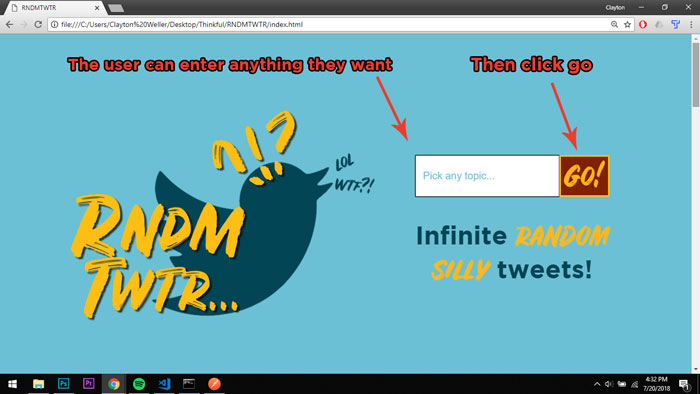 RNDMTWTR
Clayton
file:///C:/Users/Clayton%20Weller/Desktop/Thinkful/RNDMTWTR/index.html
The user can enter anything they want
Then click go
LOL
WTF?!
Pick any topic...
GO!
RNDM
TWTR...
Infinite RANDOM
SILLY tweets!
4:32 PM
7/20/2018